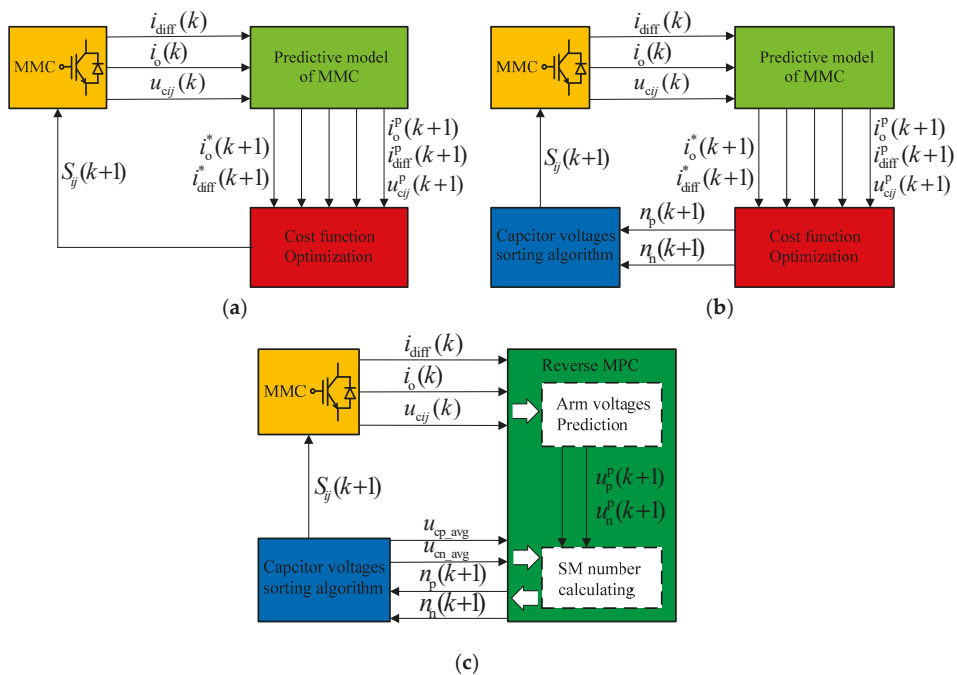 i_diff(k)
MMC
i_o(k)
u_cij(k)
Predictive model
of MMC
S_ij(k+1)
i_o^*(k+1)
i_diff^*(k+1)
i_o^p(k+1)
i_diff^p(k+1)
u_cij^p(k+1)
Cost function
Optimization
(a)
i_diff(k)
MMC
i_o(k)
u_cij(k)
Predictive model
of MMC
S_ij(k+1)
i_o^*(k+1)
i_diff^*(k+1)
i_o^p(k+1)
i_diff^p(k+1)
u_cij^p(k+1)
Capcitor voltages
sorting algorithm
n_p(k+1)
n_n(k+1)
Cost function
Optimization
(b)
i_diff(k)
MMC
i_o(k)
u_cij(k)
Reverse MPC
Arm voltages
Prediction
u_p^p(k+1)
u_n^p(k+1)
S_ij(k+1)
u_cp_avg
u_cn_avg
n_p(k+1)
n_n(k+1)
Capcitor voltages
sorting algorithm
SM number
calculating
(c)